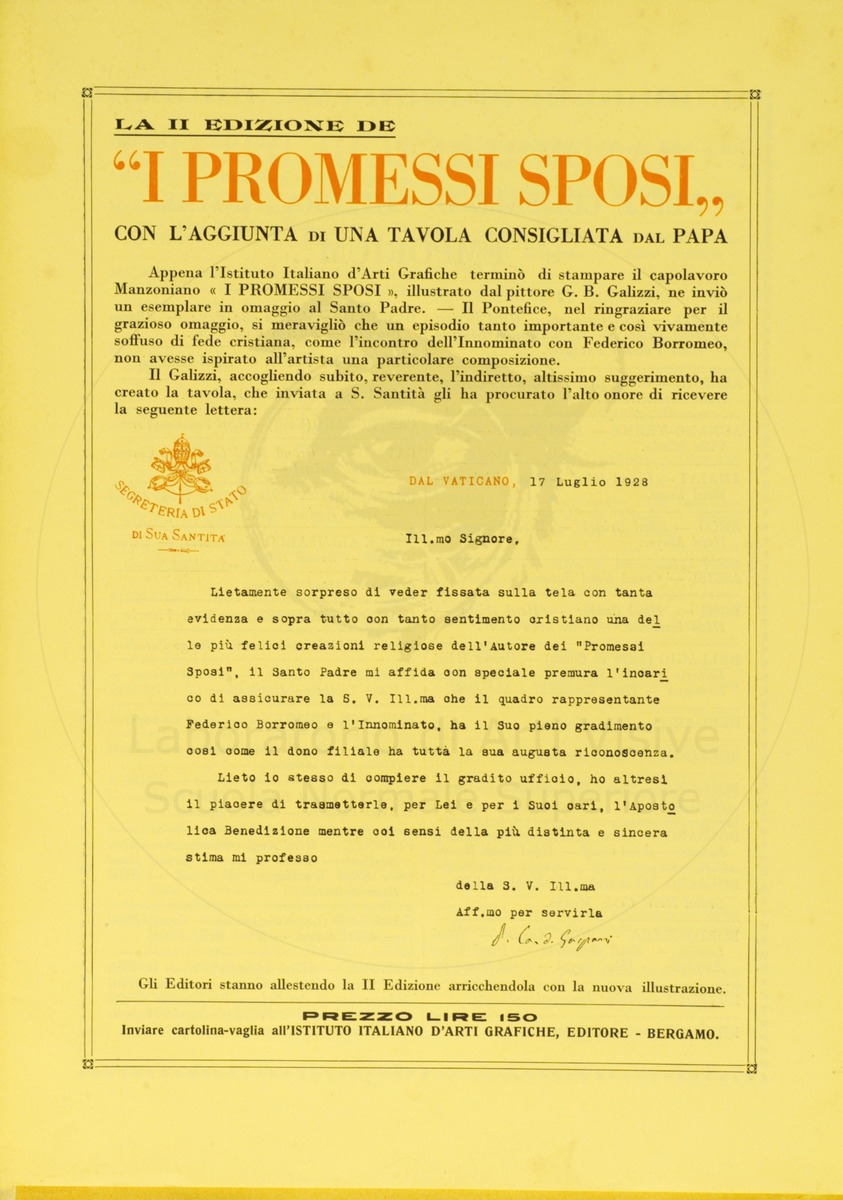 LA II EDIZIONE DE
“I PROMESSI SPOSI„
CON L'AGGIUNTA DI UNA TAVOLA CONSIGLIATA DAL PAPA
Appena l'Istituto Italiano d'Arti Grafiche terminò di stampare il capolavoro
Manzoniano « I PROMESSI SPOSI », illustrato dal pittore G. B. Galizzi, ne inviò
un esemplare in omaggio al Santo Padre. — Il Pontefice, nel ringraziare per il
grazioso omaggio, si meravigliò che un episodio tanto importante e così vivamente
soffuso di fede cristiana, come l'incontro dell'Innominato con Federico Borromeo,
non avesse ispirato all'artista una particolare composizione.
Il Galizzi, accogliendo subito, reverente, l'indiretto, altissimo suggerimento, ha
creato la tavola, che inviata a S. Santità gli ha procurato l'alto onore di ricevere
la seguente lettera:
SEGRETERIA DI STATO
DI SUA SANTITA'
DAL VATICANO, 17 Luglio 1928
Ill.mo Signore,
Lietamente sorpreso di veder fissata sulla tela con tanta
evidenza e sopra tutto con tanto sentimento cristiano una del
le più felici creazioni religiose dell'Autore dei "Promessi
Sposi", il Santo Padre mi affida con speciale premura l'incari
co di assicurare la S. V. Ill.ma che il quadro rappresentante
Federico Borromeo e l'Innominato, ha il Suo pieno gradimento
così come il dono filiale ha tuttà la sua augusta riconoscenza.
Lieto io stesso di compiere il gradito ufficio, ho altresì
il piacere di trasmetterle, per Lei e per i Suoi cari, l'Aposto
lica Benedizione mentre coi sensi della più distinta e sincera
stima mi professo
della S. V. Ill.ma
Aff.mo per servirla
P. Card. Gasparri
Gli Editori stanno allestendo la II Edizione arricchendola con la nuova illustrazione.
PREZZO LIRE 150
Inviare cartolina-vaglia all'ISTITUTO ITALIANO D'ARTI GRAFICHE, EDITORE - BERGAMO.